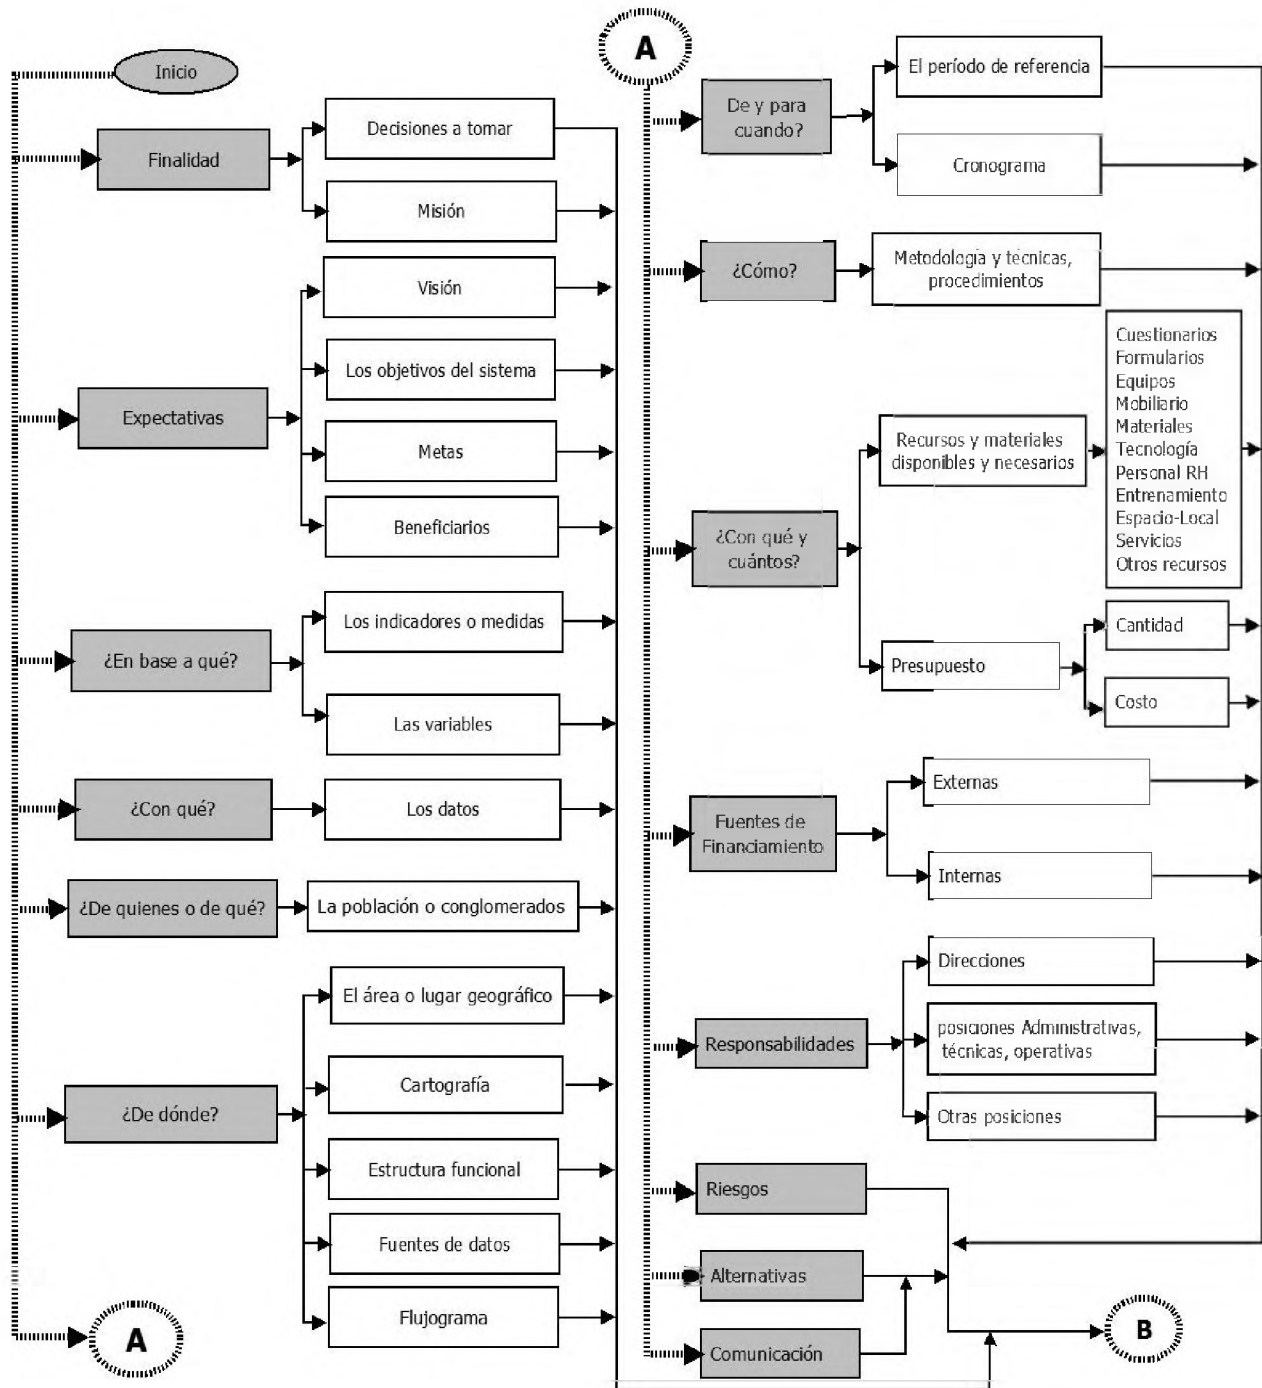 Inicio
Finalidad
Decisiones a tomar
Misión
Expectativas
Visión
Los objetivos del sistema
Metas
Beneficiarios
¿En base a qué?
Los indicadores o medidas
Las variables
¿Con qué?
Los datos
¿De quienes o de qué?
La población o conglomerados
¿De dónde?
El área o lugar geográfico
Cartografía
Estructura funcional
Fuentes de datos
Flujograma
A
A
De y para
cuando?
El período de referencia
Cronograma
¿Cómo?
Metodología y técnicas,
procedimientos
¿Con qué y
cuántos?
Recursos y materiales
disponibles y necesarios
Cuestionarios
Formularios
Equipos
Mobiliario
Materiales
Tecnología
Personal RH
Entrenamiento
Espacio-Local
Servicios
Otros recursos
Presupuesto
Cantidad
Costo
Fuentes de
Financiamiento
Externas
Internas
Responsabilidades
Direcciones
posiciones Administrativas,
técnicas, operativas
Otras posiciones
Riesgos
Alternativas
Comunicación
B